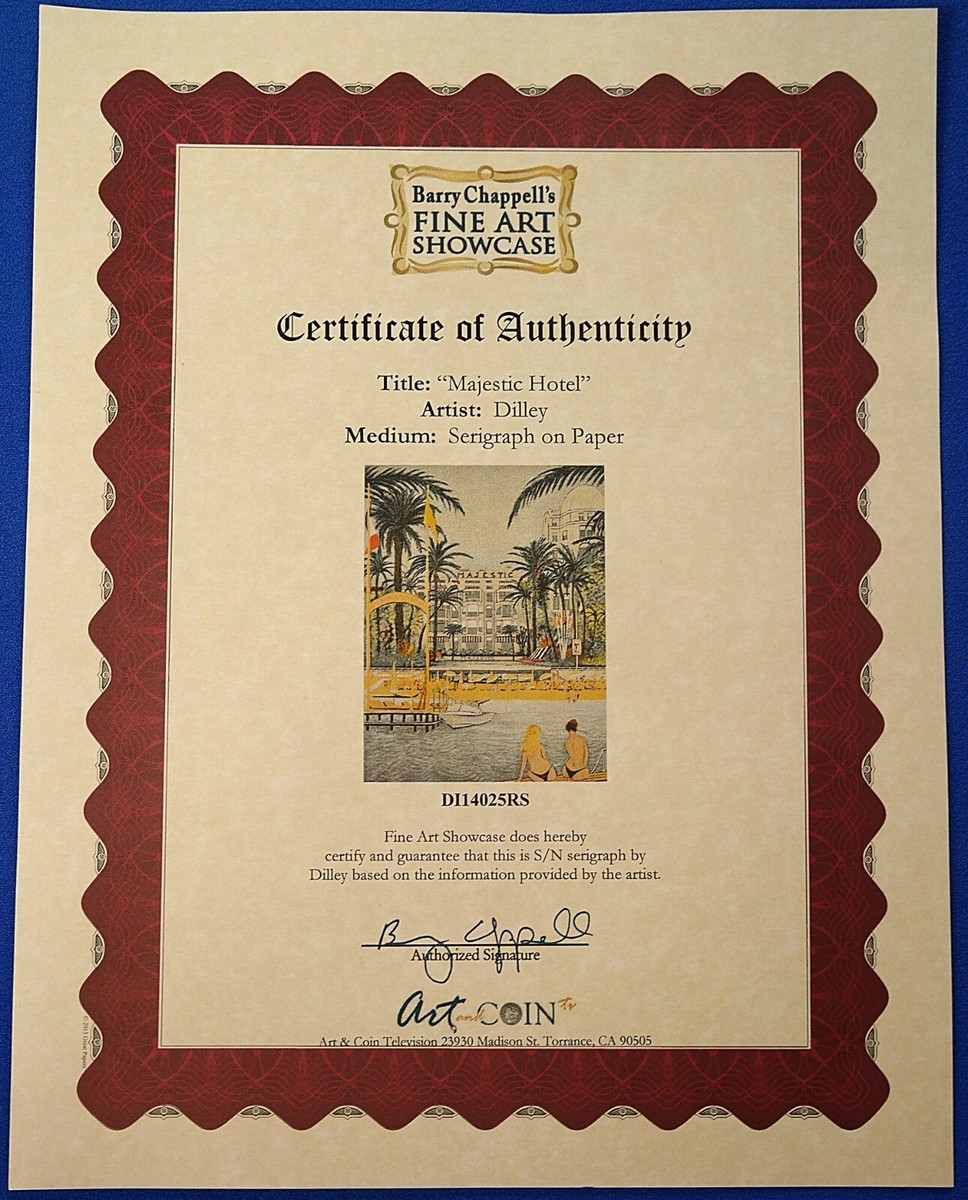 Barry Chappell's
FINE ART
SHOWCASE
Certificate of Authenticity
Title: “Majestic Hotel”
Artist: Dilley
Medium: Serigraph on Paper
MAJESTIC
DI14025RS
Fine Art Showcase does hereby
certify and guarantee that this is S/N serigraph by
Dilley based on the information provided by the artist.
Barry Chappell
Authorized Signature
Art and COIN tv
Art & Coin Television 23930 Madison St. Torrance, CA 90505